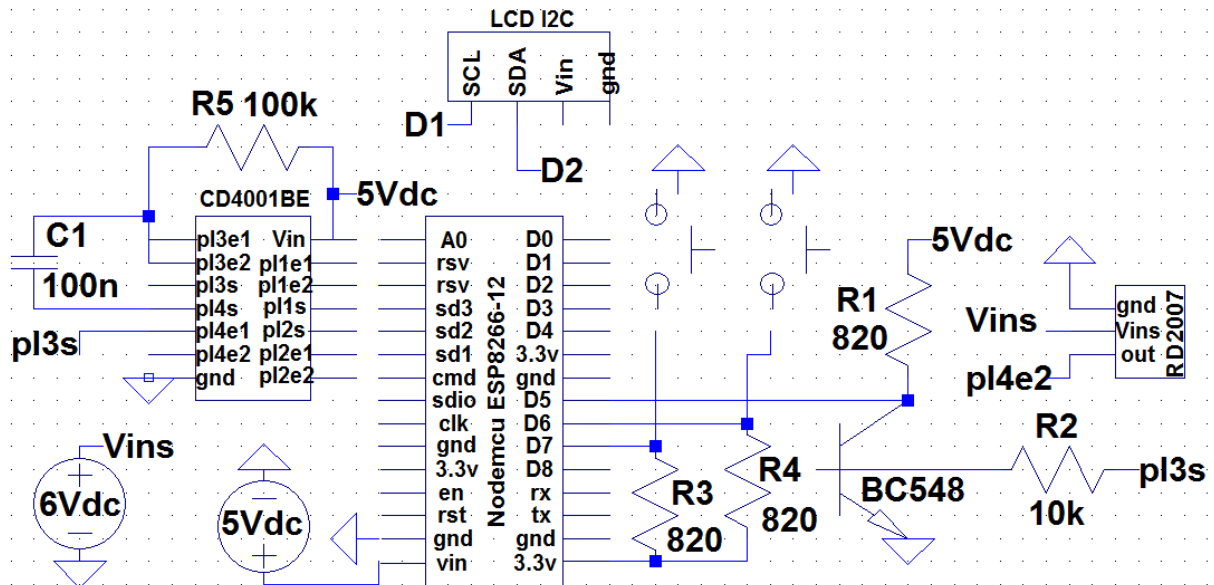 LCD I2C
SCL
SDA
Vin
gnd
D1
D2
R5 100k
5Vdc
CD4001BE
pl3e1
pl3e2
pl3s
pl4s
pl4e1
pl4e2
gnd
Vin
pl1e1
pl1e2
pl1s
pl2s
pl2e1
pl2e2
C1
100n
pl3s
Nodemcu ESP8266-12
A0
rsv
rsv
sd3
sd2
sd1
cmd
sdio
clk
gnd
3.3v
en
rst
gnd
vin
D0
D1
D2
D3
D4
3.3v
gnd
D5
D6
D7
D8
rx
tx
gnd
3.3v
Vins
6Vdc
5Vdc
R3
820
R4
820
5Vdc
R1
820
BC548
R2
10k
pl3s
Vins
pl4e2
gnd
Vins
out
RD2007